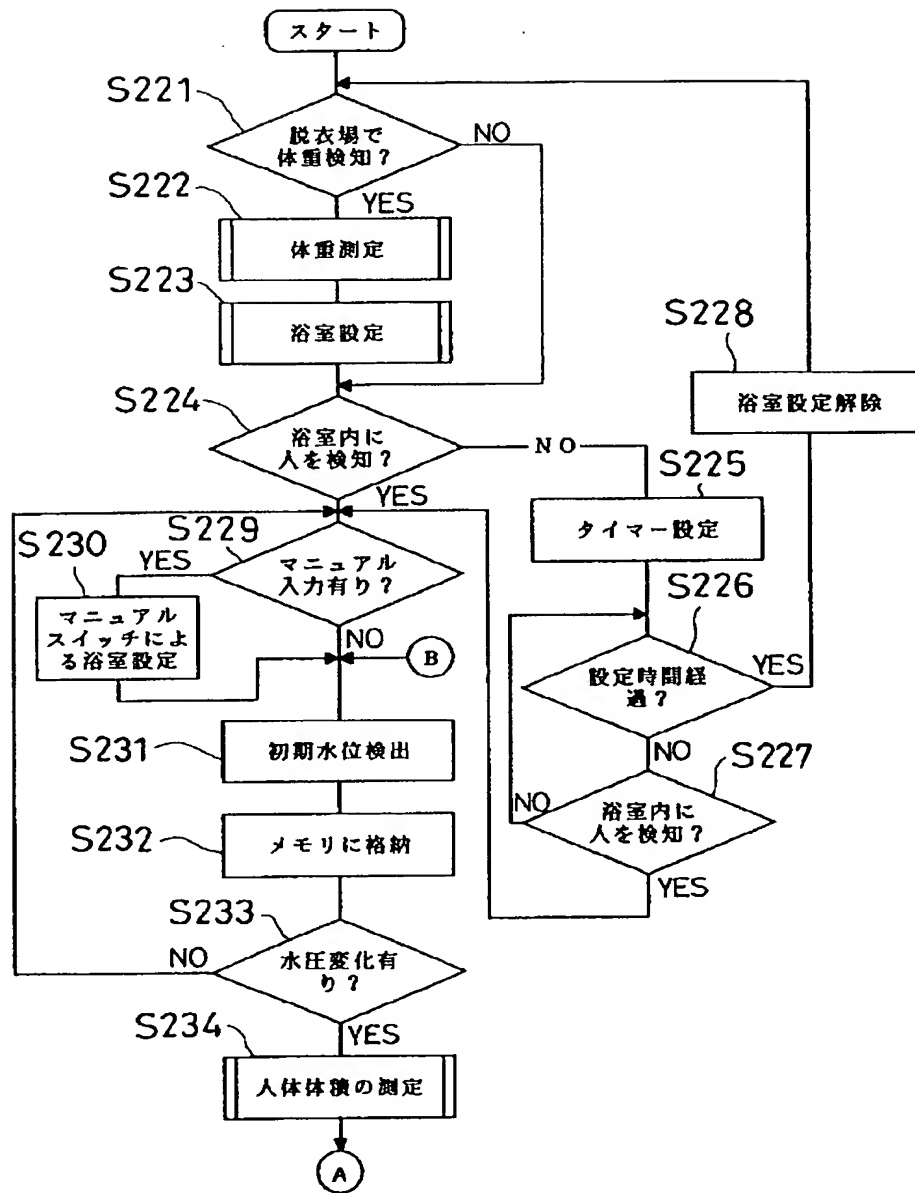 スタート
S221
脱衣場で
体重検知?
NO
YES
S222
体重測定
S223
浴室設定
S228
浴室設定解除
S224
浴室内に
人を検知?
NO
YES
S225
タイマー設定
S229
マニュアル
入力有り?
YES
NO
S230
マニュアル
スイッチによ
る浴室設定
B
S226
設定時間経
過?
YES
NO
S227
浴室内に
人を検知?
NO
YES
S231
初期水位検出
S232
メモリに格納
S233
水圧変化有
り?
NO
YES
S234
人体体積の測定
A